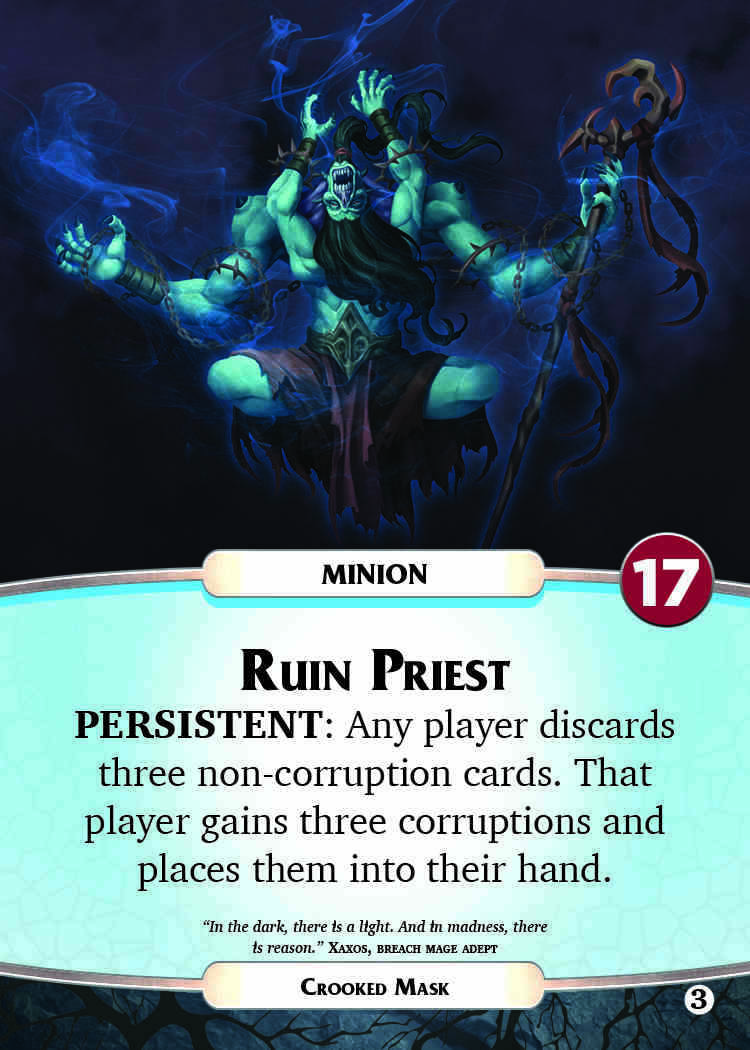 MINION
17
RUIN PRIEST
PERSISTENT: Any player discards
three non-corruption cards. That
player gains three corruptions and
places them into their hand.
“In the dark, there is a light. And in madness, there
is reason.” XAXOS, BREACH MAGE ADEPT
CROOKED MASK
3